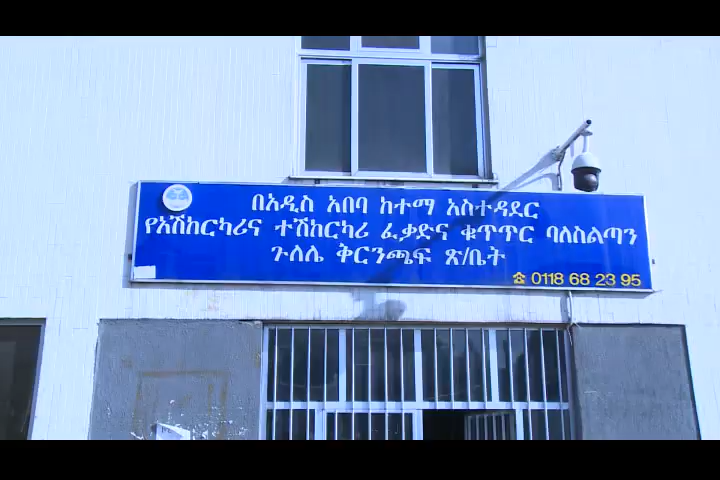 በአዲስ አበባ ከተማ አስተዳደር
የአሽከርካሪና ተሽከርካሪ ፈቃድና ቁጥጥር ባለስልጣን
ጉለሌ ቅርንጫፍ ጽ/ቤት
☎ 0118 68 23 95